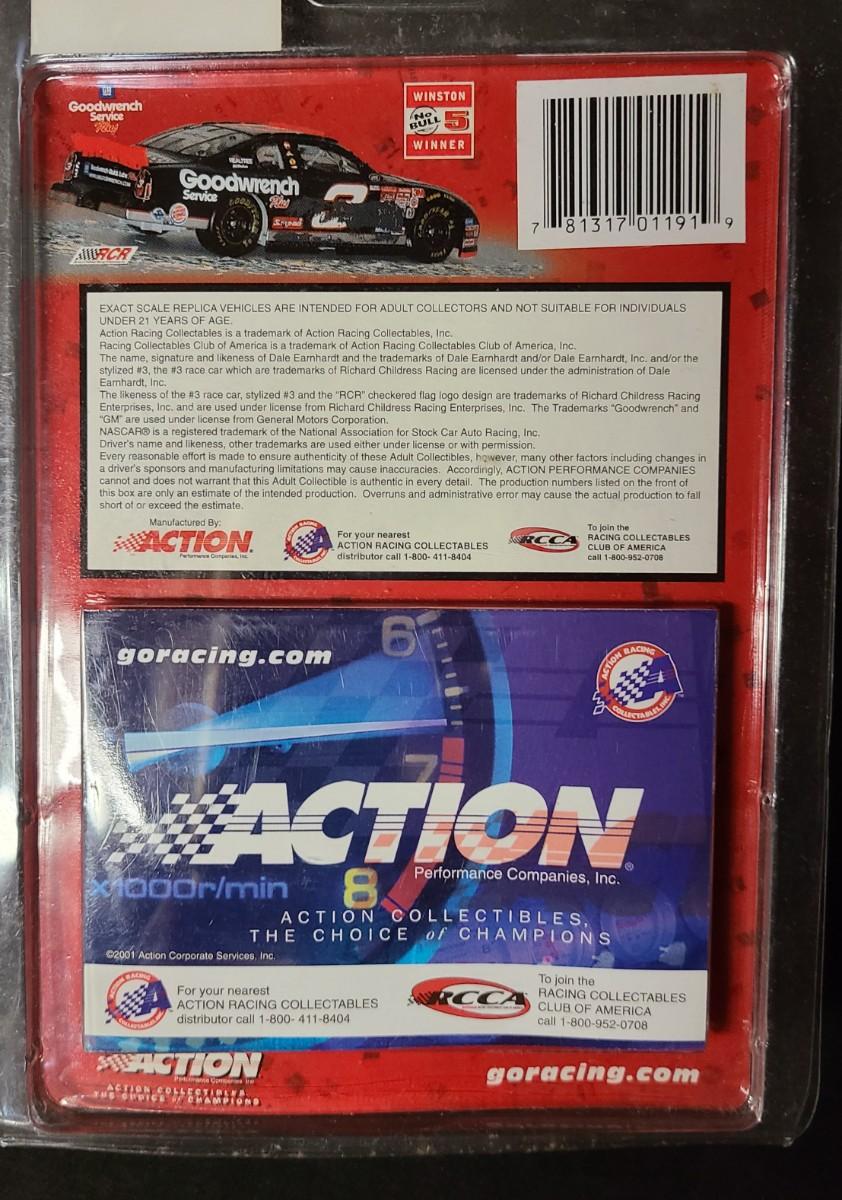 GM
Goodwrench
Service
Plus
WINSTON
No
BULL
5
WINNER
7 81317 01191 9
Goodwrench
Service
Plus
3
RCR
EXACT SCALE REPLICA VEHICLES ARE INTENDED FOR ADULT COLLECTORS AND NOT SUITABLE FOR INDIVIDUALS
UNDER 21 YEARS OF AGE.
Action Racing Collectables is a trademark of Action Racing Collectables, Inc.
Racing Collectables Club of America is a trademark of Action Racing Collectables Club of America, Inc.
The name, signature and likeness of Dale Earnhardt and the trademarks of Dale Earnhardt and/or Dale Earnhardt, Inc. and/or the
stylized #3, the #3 race car which are trademarks of Richard Childress Racing are licensed under the administration of Dale
Earnhardt, Inc.
The likeness of the #3 race car, stylized #3 and the "RCR" checkered flag logo design are trademarks of Richard Childress Racing
Enterprises, Inc. and are used under license from Richard Childress Racing Enterprises, Inc. The Trademarks "Goodwrench" and
"GM" are used under license from General Motors Corporation.
NASCAR® is a registered trademark of the National Association for Stock Car Auto Racing, Inc.
Driver's name and likeness, other trademarks are used either under license or with permission.
Every reasonable effort is made to ensure authenticity of these Adult Collectibles, however, many other factors including changes in
a driver's sponsors and manufacturing limitations may cause inaccuracies. Accordingly, ACTION PERFORMANCE COMPANIES
cannot and does not warrant that this Adult Collectible is authentic in every detail. The production numbers listed on the front of
this box are only an estimate of the intended production. Overruns and administrative error may cause the actual production to fall
short of or exceed the estimate.
Manufactured By:
ACTION
Performance Companies, Inc.
For your nearest
ACTION RACING COLLECTABLES
distributor call 1-800- 411-8404
RCCA
To join the
RACING COLLECTABLES
CLUB OF AMERICA
call 1-800-952-0708
goracing.com
6
ACTION RACING
COLLECTABLES, INC.
7
ACTION®
Performance Companies, Inc.
x1000r/min
8
ACTION COLLECTIBLES,
THE CHOICE of CHAMPIONS
©2001 Action Corporate Services, Inc.
For your nearest
ACTION RACING COLLECTABLES
distributor call 1-800- 411-8404
RCCA
To join the
RACING COLLECTABLES
CLUB OF AMERICA
call 1-800-952-0708
ACTION
Performance Companies, Inc.
ACTION COLLECTIBLES,
THE CHOICE of CHAMPIONS
goracing.com